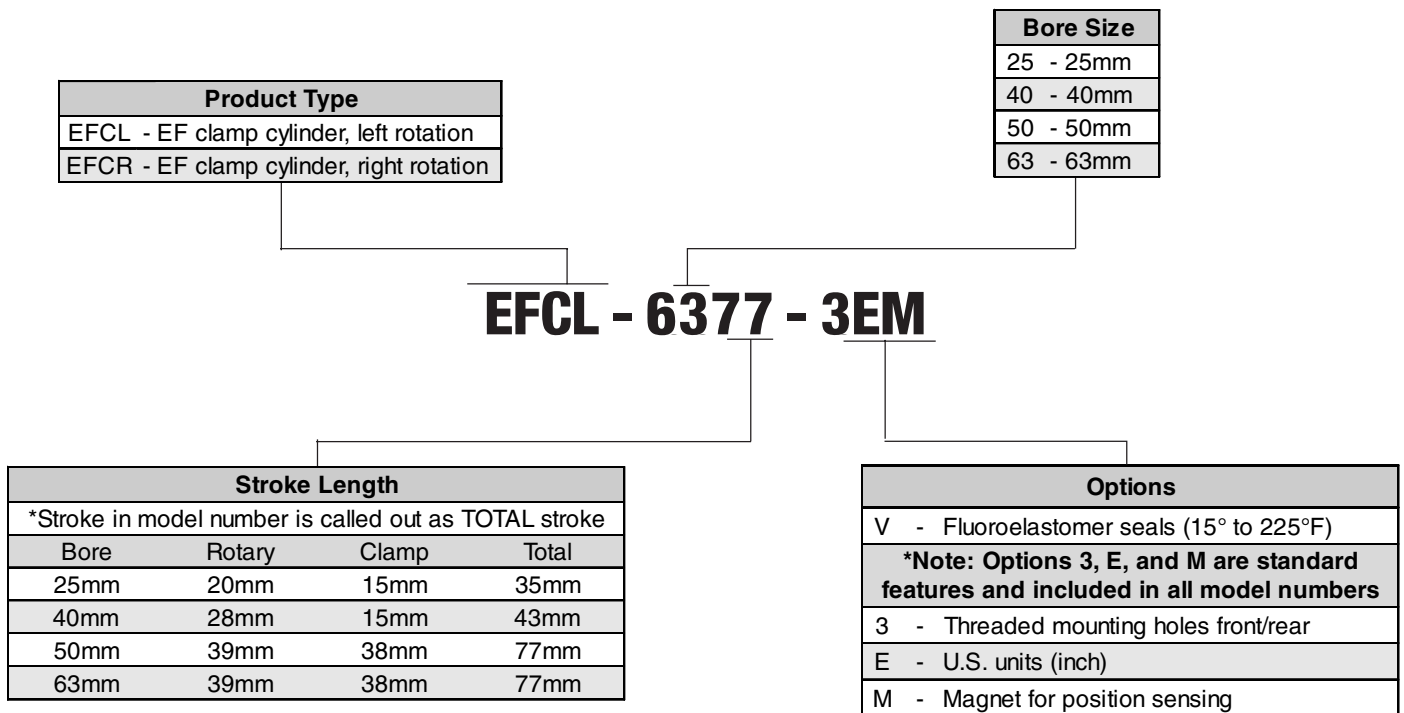 Bore Size
25 - 25mm
40 - 40mm
50 - 50mm
63 - 63mm
Product Type
EFCL - EF clamp cylinder, left rotation
EFCR - EF clamp cylinder, right rotation
EFCL - 6377 - 3EM
Stroke Length
*Stroke in model number is called out as TOTAL stroke
Bore Rotary Clamp Total
25mm 20mm 15mm 35mm
40mm 28mm 15mm 43mm
50mm 39mm 38mm 77mm
63mm 39mm 38mm 77mm
Options
V - Fluoroelastomer seals (15° to 225°F)
*Note: Options 3, E, and M are standard
features and included in all model numbers
3 - Threaded mounting holes front/rear
E - U.S. units (inch)
M - Magnet for position sensing